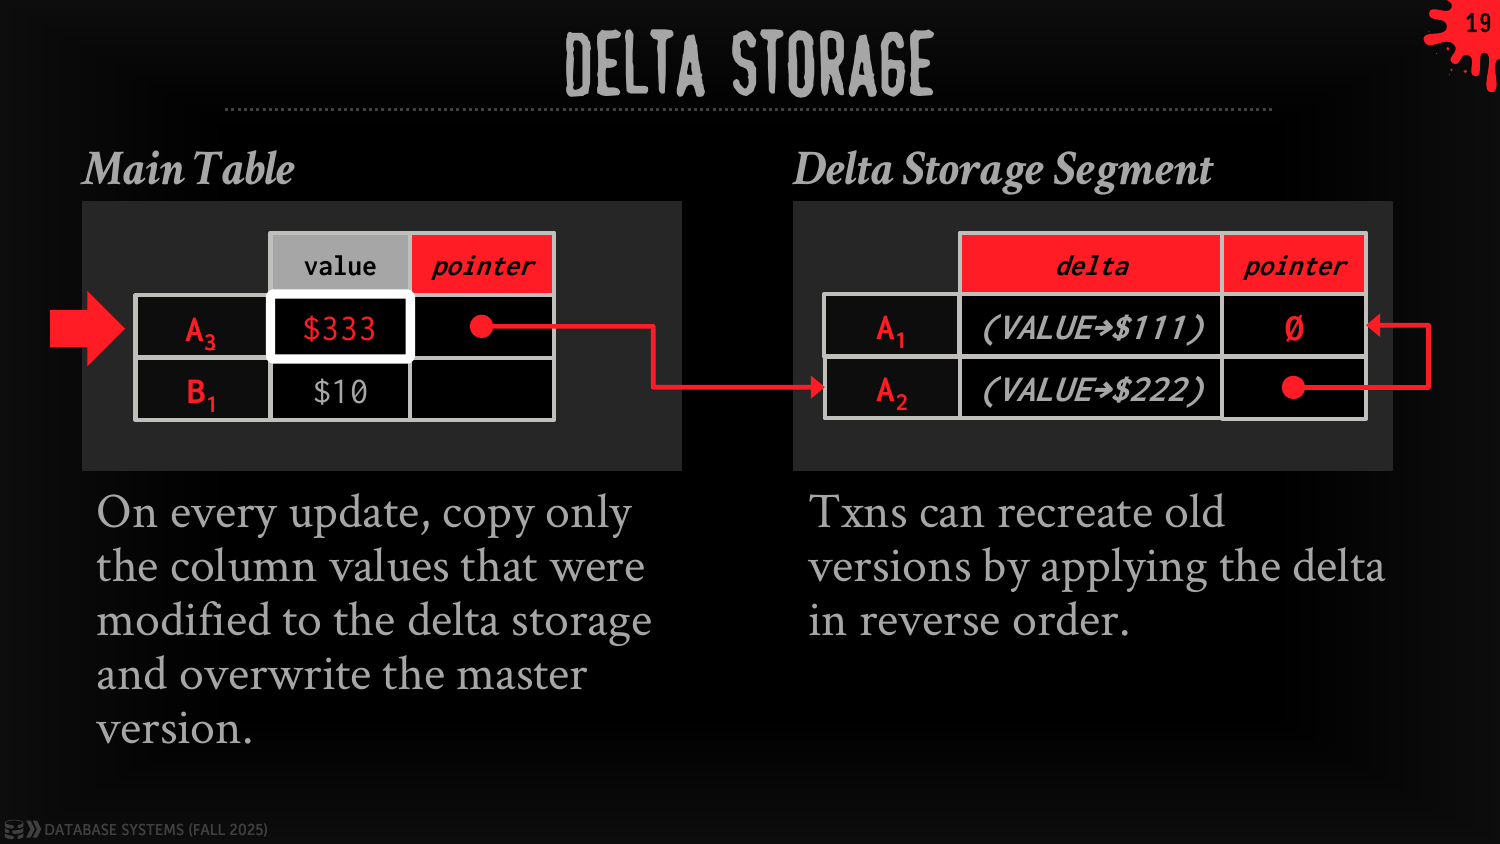 19
DELTA STORAGE
Main Table
value pointer
A3 $333
B1 $10
On every update, copy only
the column values that were
modified to the delta storage
and overwrite the master
version.
Delta Storage Segment
delta pointer
A1 (VALUE→$111) Ø
A2 (VALUE→$222)
Txns can recreate old
versions by applying the delta
in reverse order.
DATABASE SYSTEMS (FALL 2025)